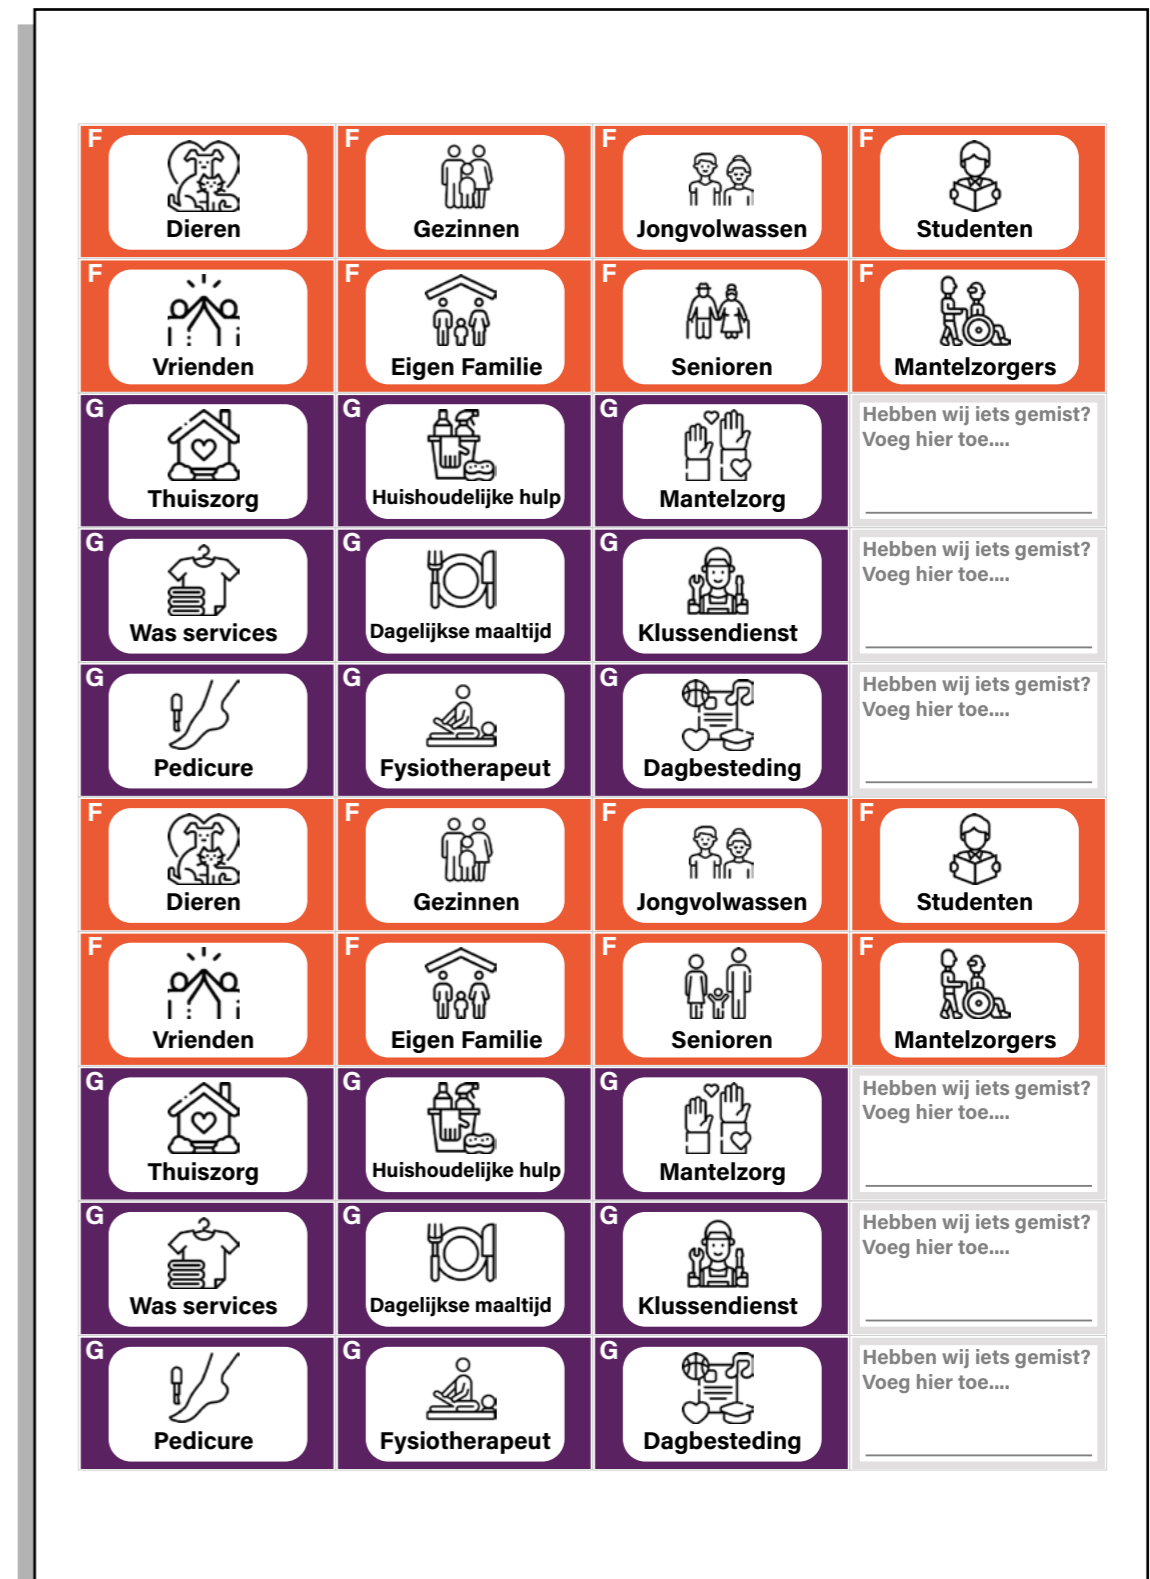 F F F F
Dieren Gezinnen Jongvolwassen Studenten
F F F F
Vrienden Eigen Familie Senioren Mantelzorgers
G G G Hebben wij iets gemist?
Voeg hier toe....
Thuiszorg Huishoudelijke hulp Mantelzorg
G G G Hebben wij iets gemist?
Voeg hier toe....
Was services Dagelijkse maaltijd Klussendienst
G G G Hebben wij iets gemist?
Voeg hier toe....
Pedicure Fysiotherapeut Dagbesteding
F F F F
Dieren Gezinnen Jongvolwassen Studenten
F F F F
Vrienden Eigen Familie Senioren Mantelzorgers
G G G Hebben wij iets gemist?
Voeg hier toe....
Thuiszorg Huishoudelijke hulp Mantelzorg
G G G Hebben wij iets gemist?
Voeg hier toe....
Was services Dagelijkse maaltijd Klussendienst
G G G Hebben wij iets gemist?
Voeg hier toe....
Pedicure Fysiotherapeut Dagbesteding